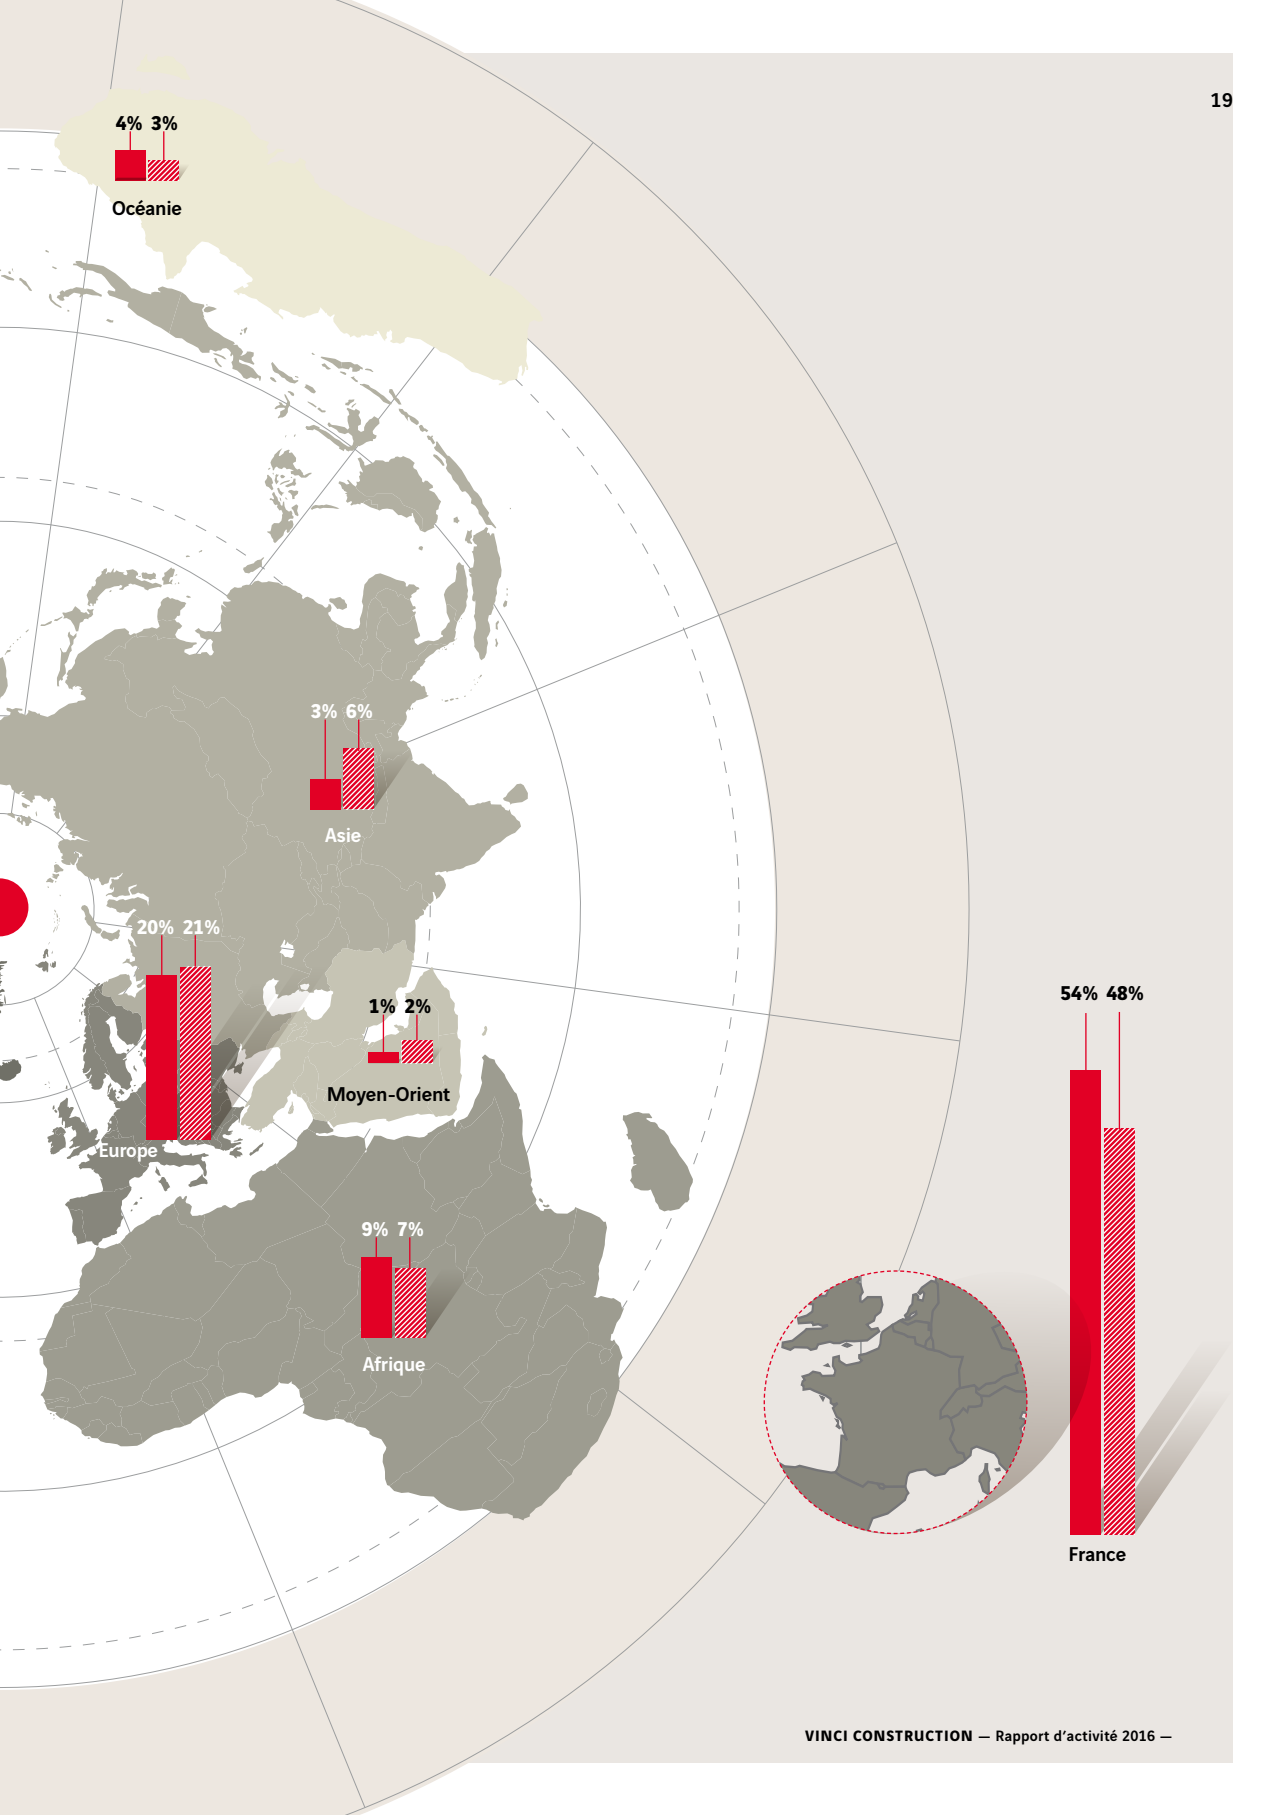 19
4% 3%
Océanie
3% 6%
Asie
20% 21%
Europe
1% 2%
Moyen-Orient
9% 7%
Afrique
54% 48%
France
VINCI CONSTRUCTION — Rapport d’activité 2016 —